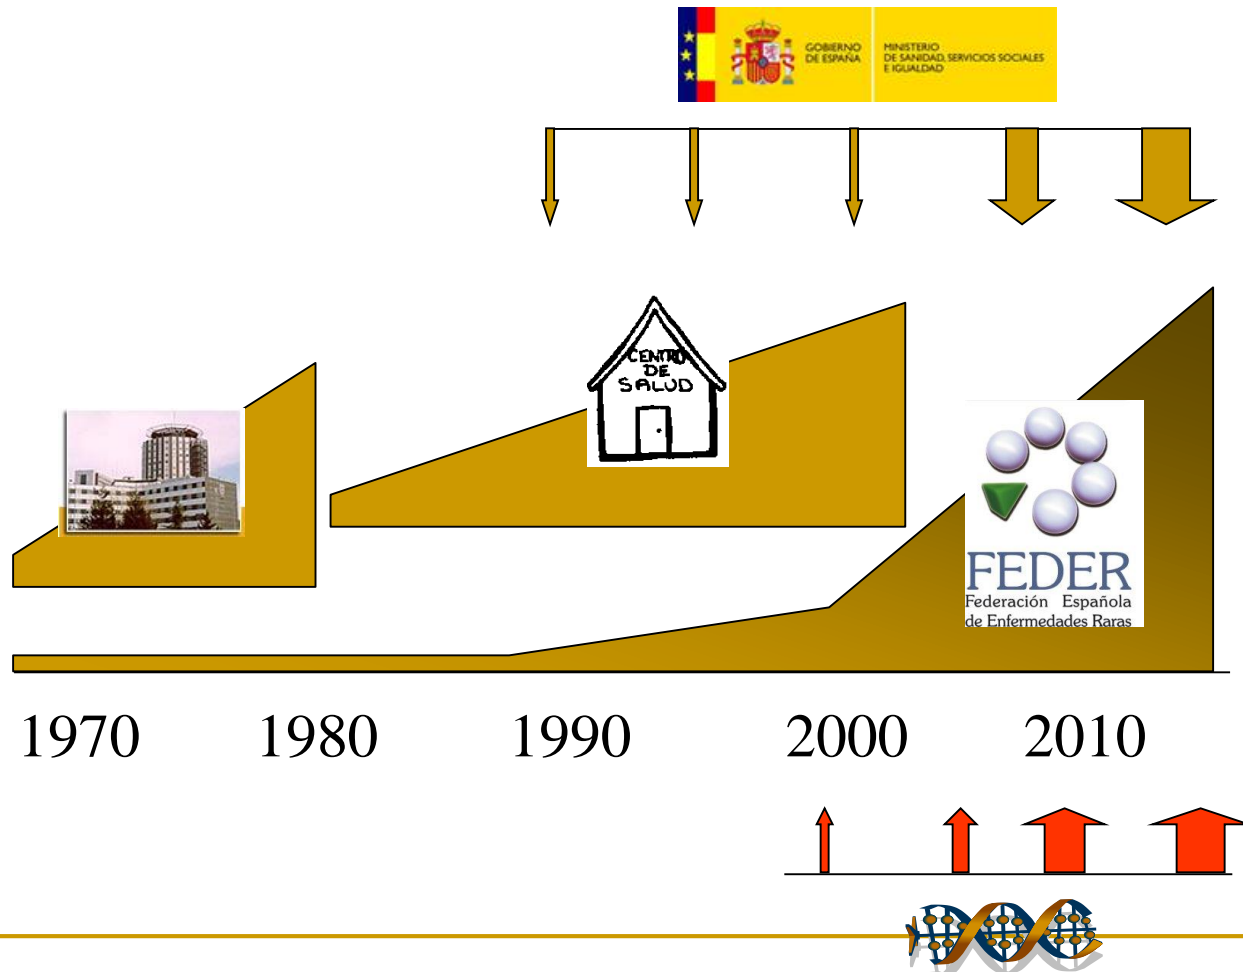 GOBIERNO
DE ESPAÑA
MINISTERIO
DE SANIDAD, SERVICIOS SOCIALES
E IGUALDAD
CENTRO
DE
SALUD
FEDER
Federación Española
de Enfermedades Raras
1970 1980 1990 2000 2010